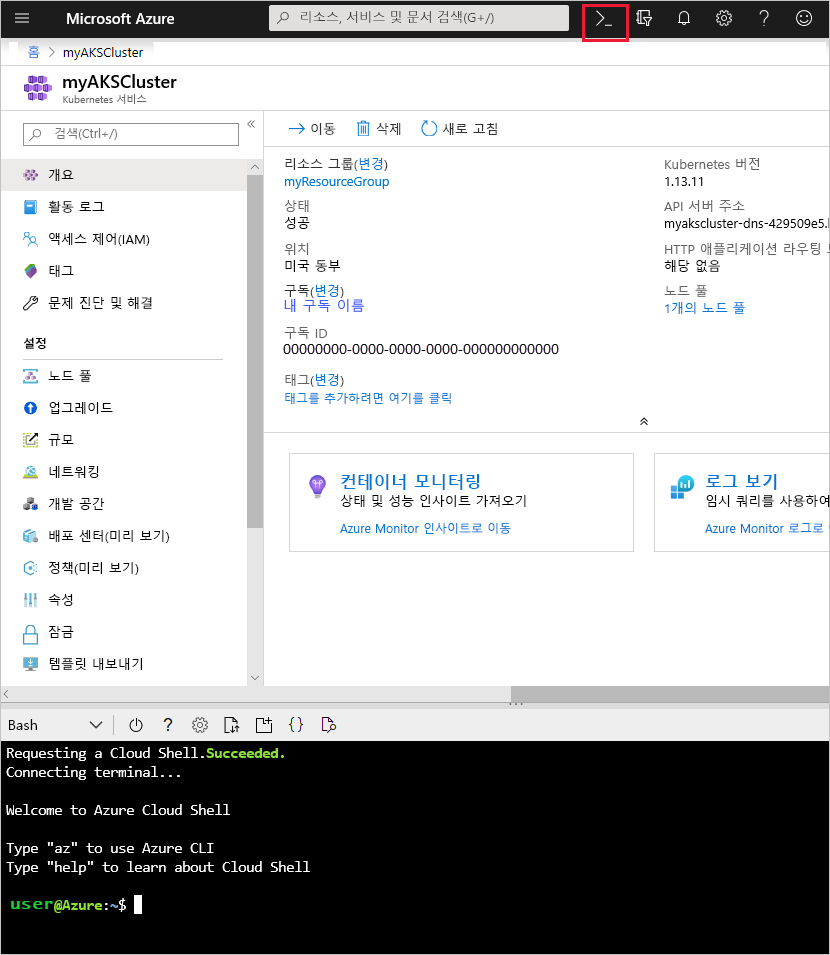 Microsoft Azure
리소스, 서비스 및 문서 검색(G+/)
홈 > myAKSCluster
myAKSCluster
Kubernetes 서비스
검색(Ctrl+/)
개요
활동 로그
액세스 제어(IAM)
태그
문제 진단 및 해결
설정
노드 풀
업그레이드
규모
네트워킹
개발 공간
배포 센터(미리 보기)
정책(미리 보기)
속성
잠금
템플릿 내보내기
이동 삭제 새로 고침
리소스 그룹(변경)
myResourceGroup
상태
성공
위치
미국 동부
구독(변경)
내 구독 이름
구독 ID
00000000-0000-0000-0000-000000000000
태그(변경)
태그를 추가하려면 여기를 클릭
Kubernetes 버전
1.13.11
API 서버 주소
myakscluster-dns-429509e5.
HTTP 애플리케이션 라우팅
해당 없음
노드 풀
1개의 노드 풀
컨테이너 모니터링
상태 및 성능 인사이트 가져오기
Azure Monitor 인사이트로 이동
로그 보기
임시 쿼리를 사용하여
Azure Monitor 로그로
Bash
Requesting a Cloud Shell.Succeeded.
Connecting terminal...
Welcome to Azure Cloud Shell
Type "az" to use Azure CLI
Type "help" to learn about Cloud Shell
user@Azure:~$